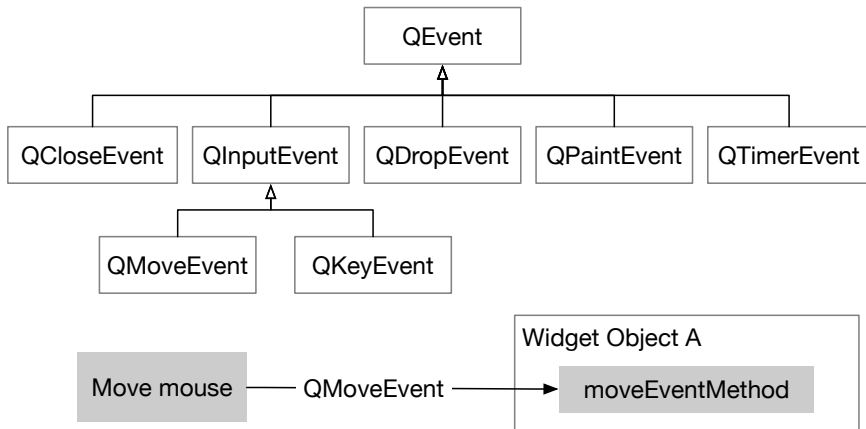 QEvent
QCloseEvent QInputEvent QDropEvent QPaintEvent QTimerEvent
QMoveEvent QKeyEvent
Widget Object A
Move mouse QMoveEvent moveEventMethod